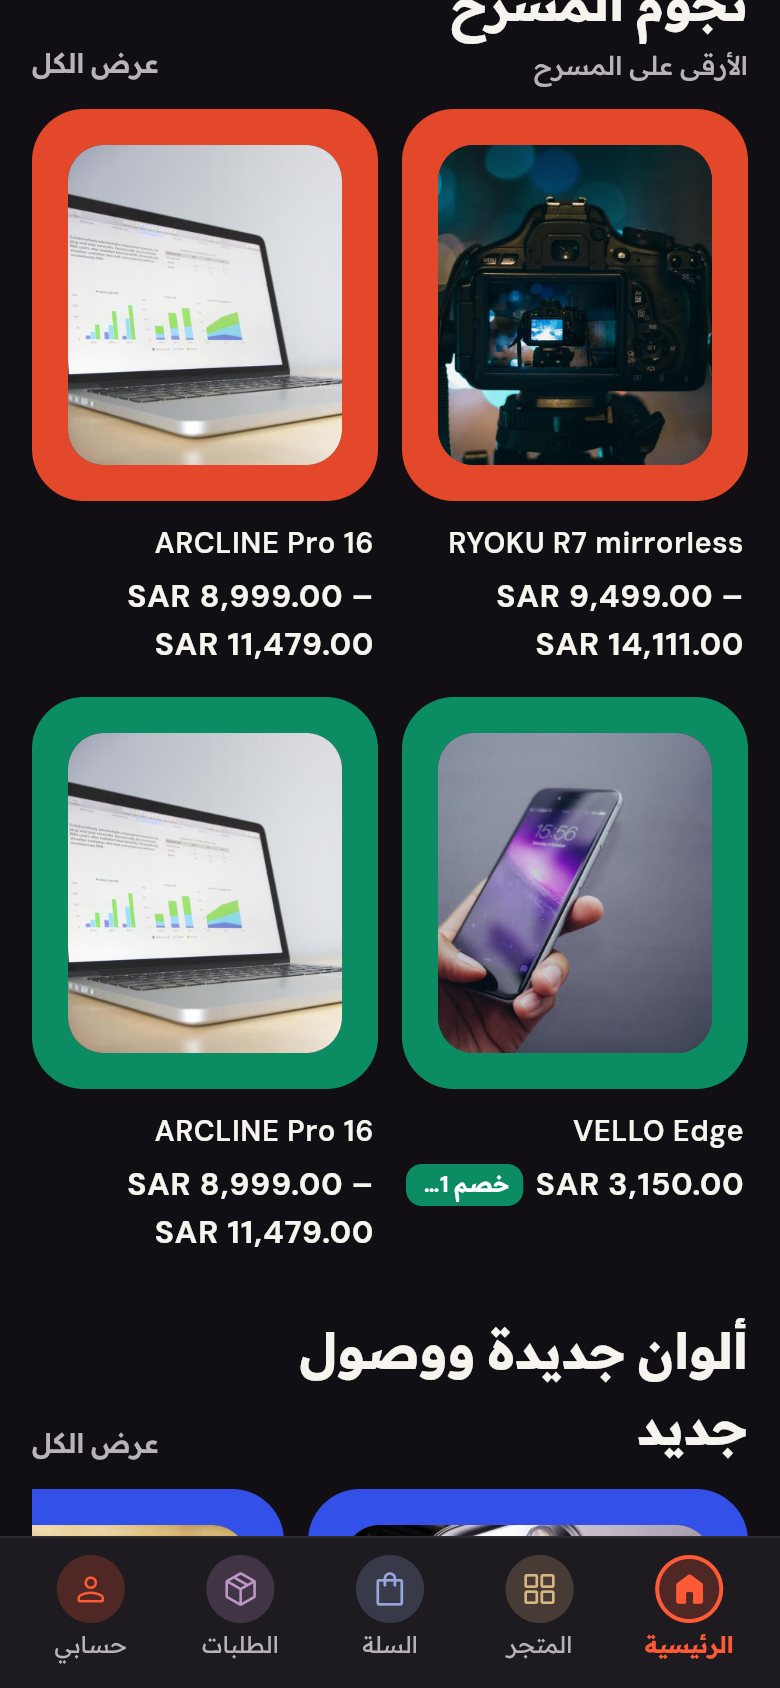 نجوم المسرح
الأرقى على المسرح
عرض الكل
RYOKU R7 mirrorless
SAR 9,499.00 –
SAR 14,111.00
ARCLINE Pro 16
SAR 8,999.00 –
SAR 11,479.00
15:56
VELLO Edge
SAR 3,150.00
خصم 1...
ARCLINE Pro 16
SAR 8,999.00 –
SAR 11,479.00
ألوان جديدة ووصول
جديد
عرض الكل
الرئيسية
المتجر
السلة
الطلبات
حسابي